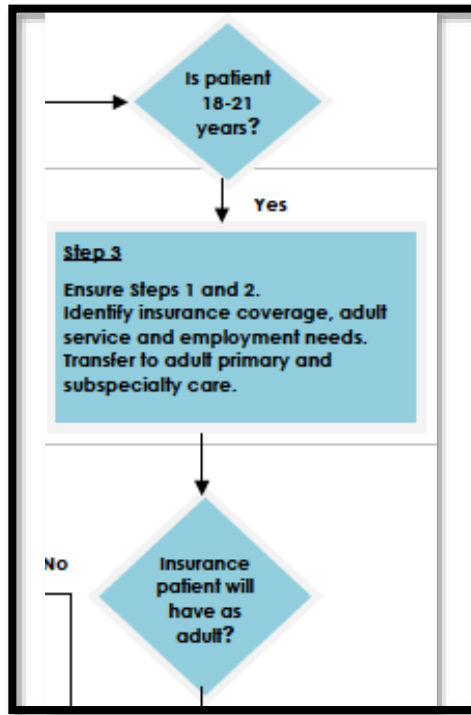 Is patient
18-21
years?
Yes
Step 3
Ensure Steps 1 and 2.
Identify insurance coverage, adult
service and employment needs.
Transfer to adult primary and
subspecialty care.
No
Insurance
patient will
have as
adult?